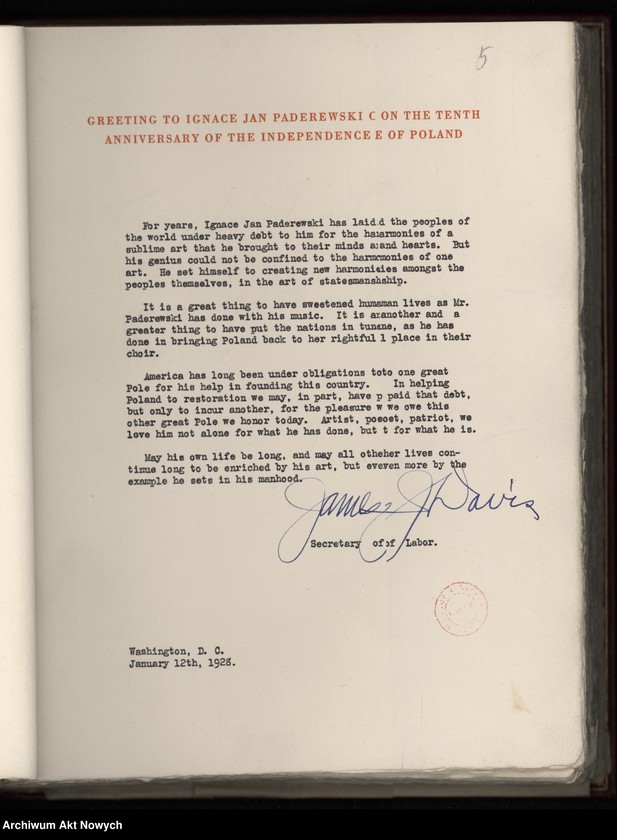 5
GREETING TO IGNACE JAN PADEREWSKI C ON THE TENTH
ANNIVERSARY OF THE INDEPENDENCE E OF POLAND
For years, Ignace Jan Paderewski has laid d the peoples of
the world under heavy debt to him for the haharmonies of a
sublime art that he brought to their minds a and hearts. But
his genius could not be confined to the harmcmonies of one
art. He set himself to creating new harmonities amongst the
peoples themselves, in the art of statesmanshship.
It is a great thing to have sweetened humsman lives as Mr.
Paderewski has done with his music. It is aranother and a
greater thing to have put the nations in tunane, as he has
done in bringing Poland back to her rightful l place in their
choir.
America has long been under obligations toto one great
Pole for his help in founding this country. In helping
Poland to restoration we may, in part, have p paid that debt,
but only to incur another, for the pleasure w we owe this
other great Pole we honor today. Artist, poeoet, patriot, we
love him not alone for what he has done, but t for what he is.
May his own life be long, and may all otheher lives con-
tinue long to be enriched by his art, but eveven more by the
example he sets in his manhood.
James J Davis
Secretary of of Labor.
Washington, D. C.
January 12th, 1928.
Archiwum Akt Nowych